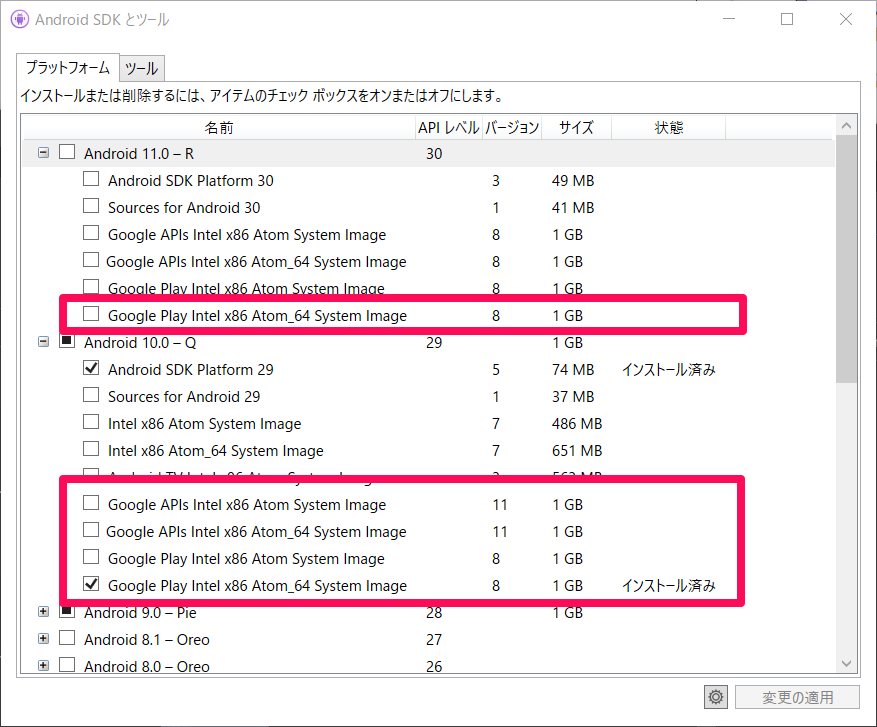 Android SDK とツール
プラットフォーム ツール
インストールまたは削除するには、アイテムのチェック ボックスをオンまたはオフにします。
名前 API レベル バージョン サイズ 状態
Android 11.0 – R 30
Android SDK Platform 30 3 49 MB
Sources for Android 30 1 41 MB
Google APIs Intel x86 Atom System Image 8 1 GB
Google APIs Intel x86 Atom_64 System Image 8 1 GB
Google Play Intel x86 Atom System Image 8 1 GB
Google Play Intel x86 Atom_64 System Image 8 1 GB
Android 10.0 – Q 29 1 GB
Android SDK Platform 29 5 74 MB インストール済み
Sources for Android 29 1 37 MB
Intel x86 Atom System Image 7 486 MB
Intel x86 Atom_64 System Image 7 651 MB
Android TV Intel x86 Atom System Image
Google APIs Intel x86 Atom System Image 11 1 GB
Google APIs Intel x86 Atom_64 System Image 11 1 GB
Google Play Intel x86 Atom System Image 8 1 GB
Google Play Intel x86 Atom_64 System Image 8 1 GB インストール済み
Android 9.0 – Pie 28 1 GB
Android 8.1 – Oreo 27
Android 8.0 – Oreo 26
変更の適用